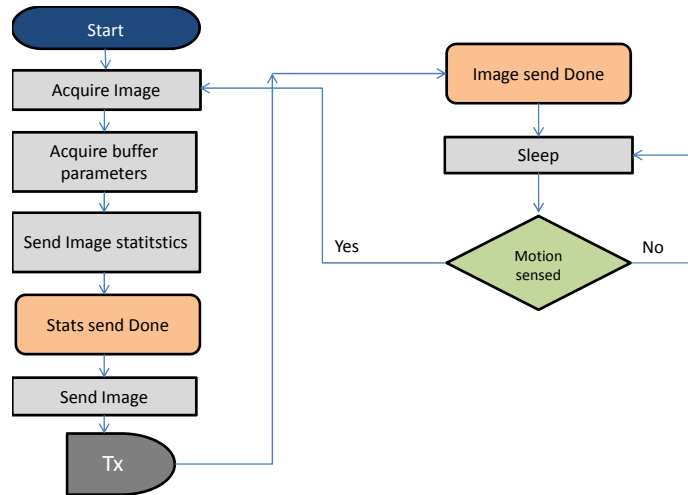 Start
Acquire Image
Acquire buffer
parameters
Send Image statitstics
Stats send Done
Send Image
Tx
Image send Done
Sleep
Motion
sensed
Yes
No